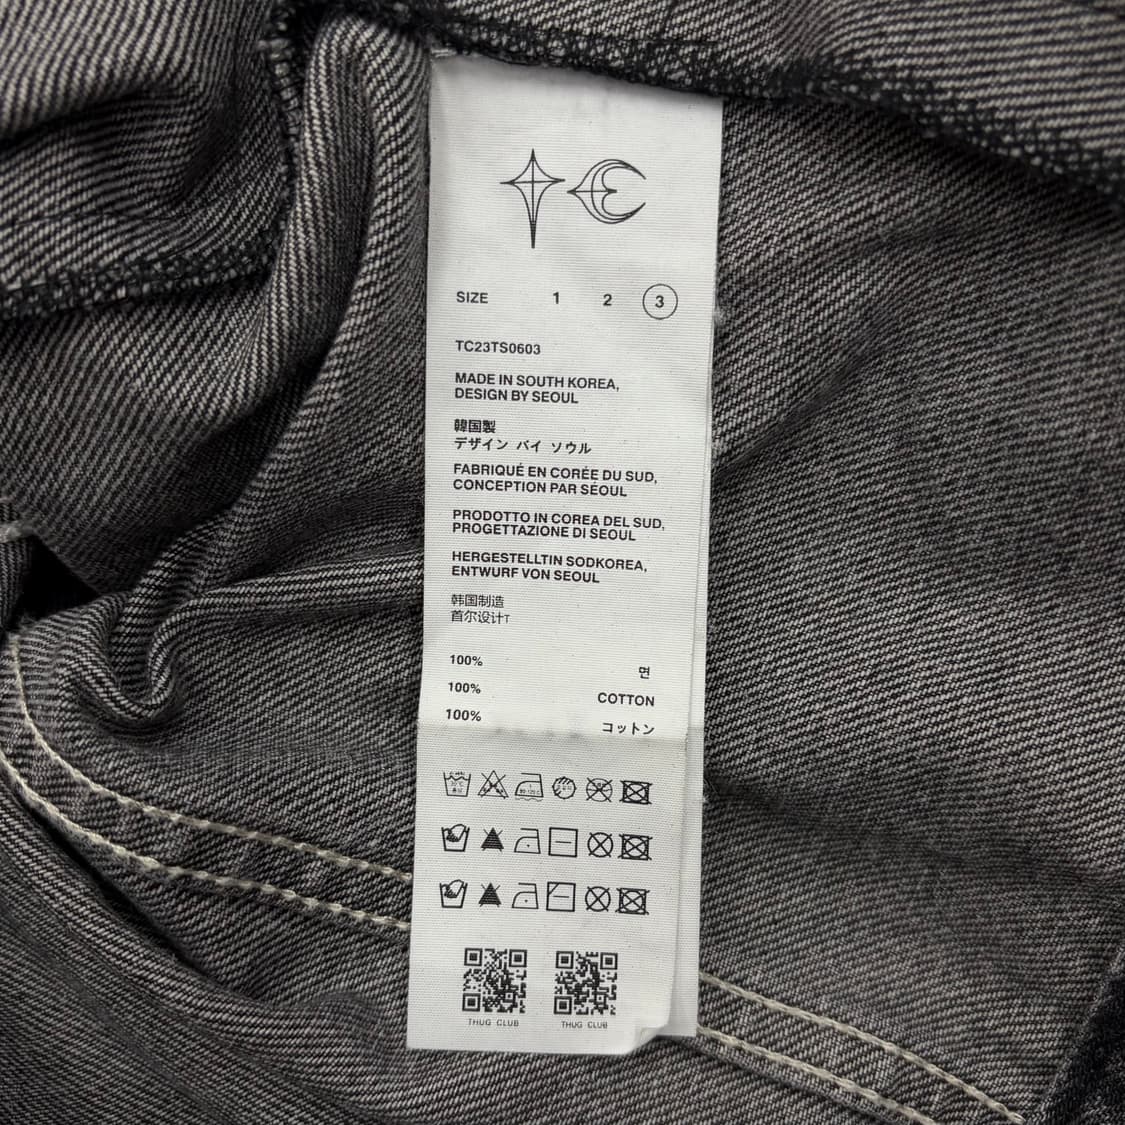 SIZE 1 2 3
TC23TS0603
MADE IN SOUTH KOREA,
DESIGN BY SEOUL
韓国製
デザイン バイ ソウル
FABRIQUÉ EN CORÉE DU SUD,
CONCEPTION PAR SÉOUL
PRODOTTO IN COREA DEL SUD,
PROGETTAZIONE DI SEOUL
HERGESTELLTIN SODKOREA,
ENTWURF VON SEOUL
韩国制造
首尔设计T
100% 면
100% COTTON
100% コットン
THUG CLUB THUG CLUB